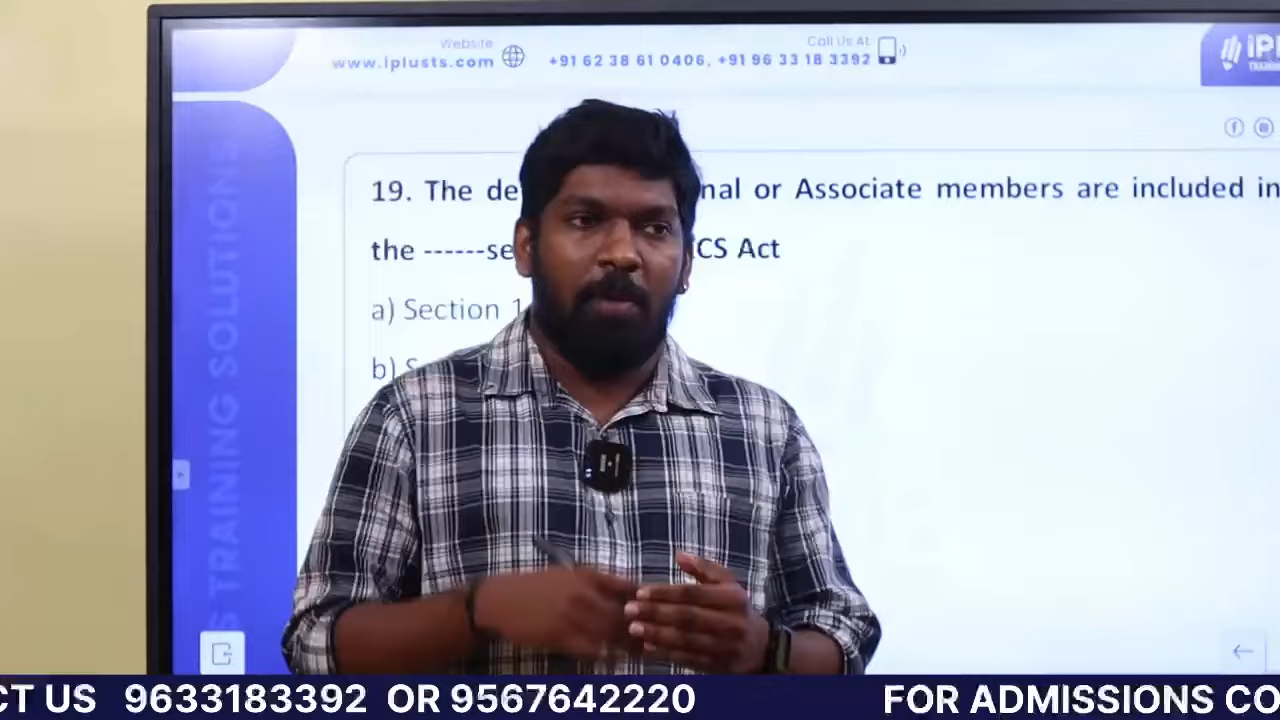 Website
www.iplusts.com
Call Us At
+91 62 38 61 0406, +91 96 33 18 3392
TRAINING SOLUTIONS
19. The nal or Associate members are included in
the ------se CS Act
a) Section 1
b) S
CT US 9633183392 OR 9567642220 FOR ADMISSIONS CO